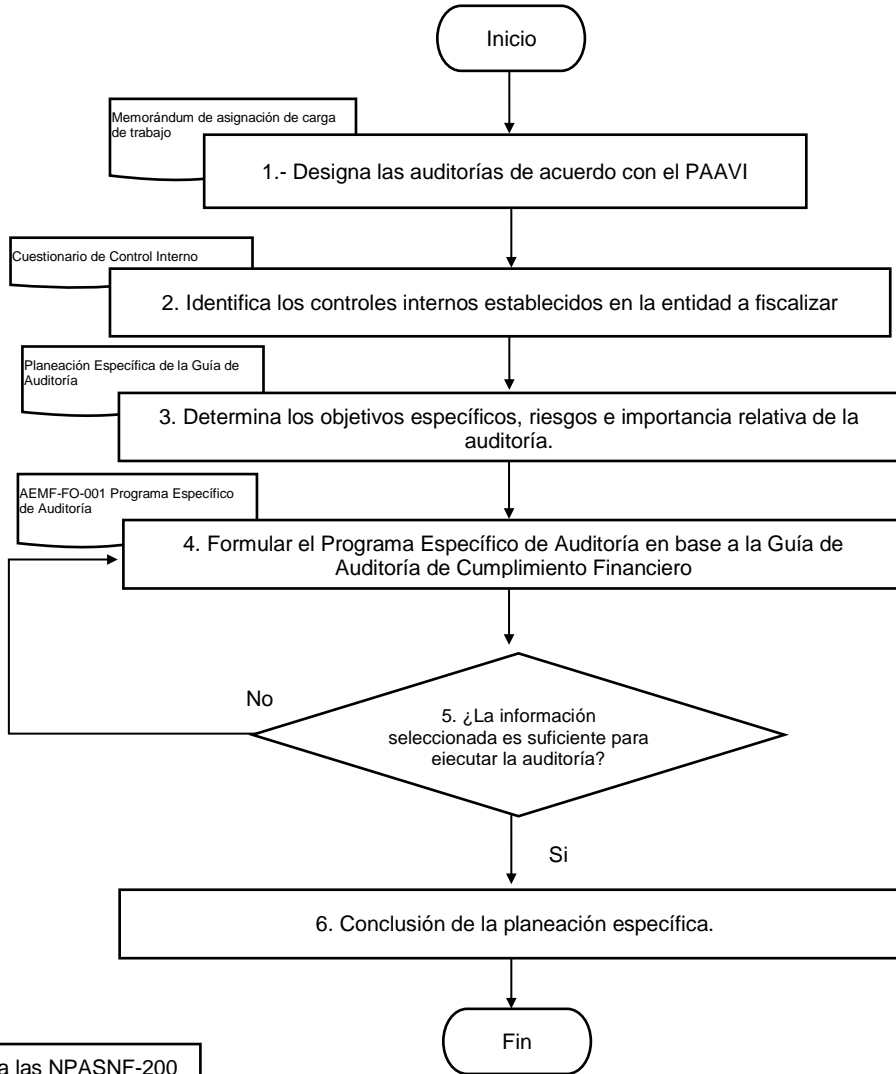 Inicio
Memorándum de asignación de carga
de trabajo
1.- Designa las auditorías de acuerdo con el PAAVI
Cuestionario de Control Interno
2. Identifica los controles internos establecidos en la entidad a fiscalizar
Planeación Específica de la Guía de
Auditoría
3. Determina los objetivos específicos, riesgos e importancia relativa de la
auditoría.
AEMF-FO-001 Programa Específico
de Auditoría
4. Formular el Programa Específico de Auditoría en base a la Guía de
Auditoría de Cumplimiento Financiero
No
5. ¿La información
seleccionada es suficiente para
ejecutar la auditoría?
Si
6. Conclusión de la planeación específica.
Fin
a las NPASNF-200